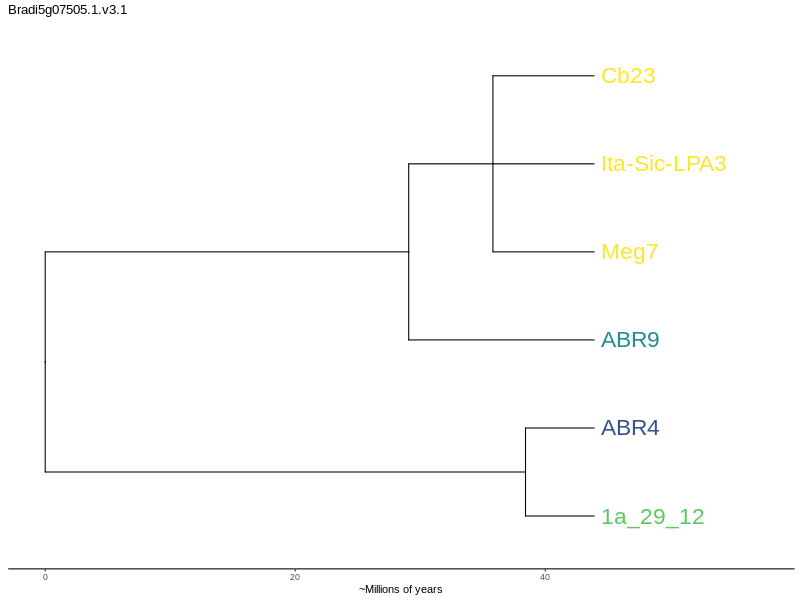 Bradi5g07505.1.v3.1
Cb23
Ita-Sic-LPA3
Meg7
ABR9
ABR4
1a_29_12
0 20 40
~Millions of years